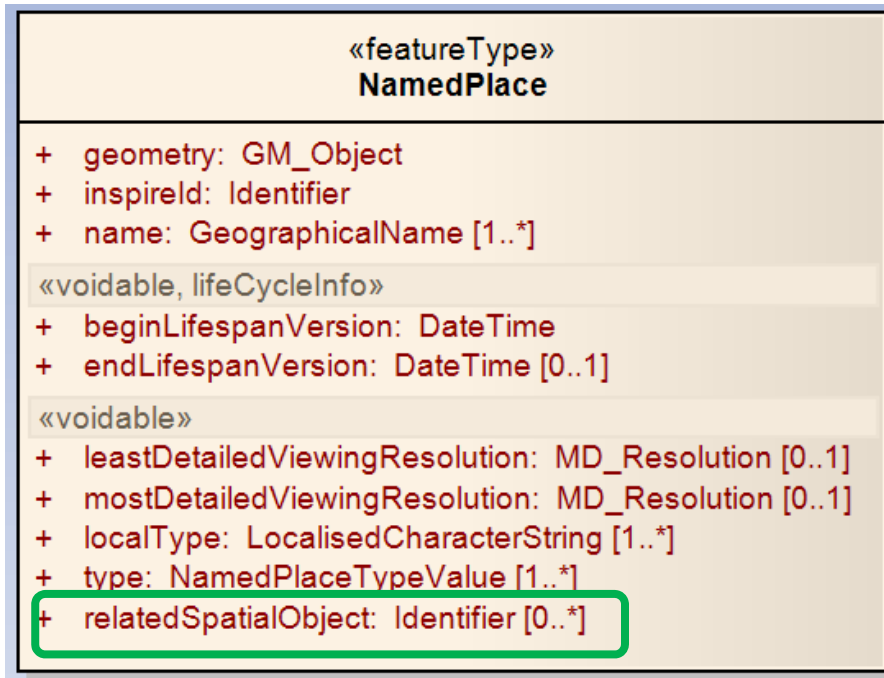 «featureType»
NamedPlace
+ geometry: GM_Object
+ inspireId: Identifier
+ name: GeographicalName [1..*]
«voidable, lifeCycleInfo»
+ beginLifespanVersion: DateTime
+ endLifespanVersion: DateTime [0..1]
«voidable»
+ leastDetailedViewingResolution: MD_Resolution [0..1]
+ mostDetailedViewingResolution: MD_Resolution [0..1]
+ localType: LocalisedCharacterString [1..*]
+ type: NamedPlaceTypeValue [1..*]
+ relatedSpatialObject: Identifier [0..*]